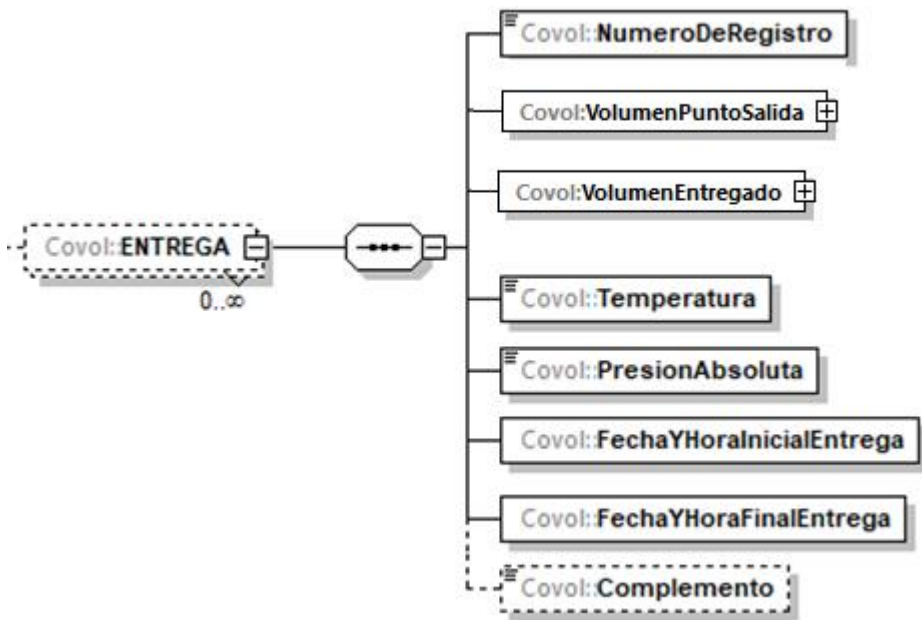 Covol::NumeroDeRegistro
Covol:VolumenPuntoSalida
Covol:VolumenEntregado
Covol::ENTREGA
0..∞
Covol::Temperatura
Covol::PresionAbsoluta
Covol::FechaYHoraInicialEntrega
Covol::FechaYHoraFinalEntrega
Covol::Complemento